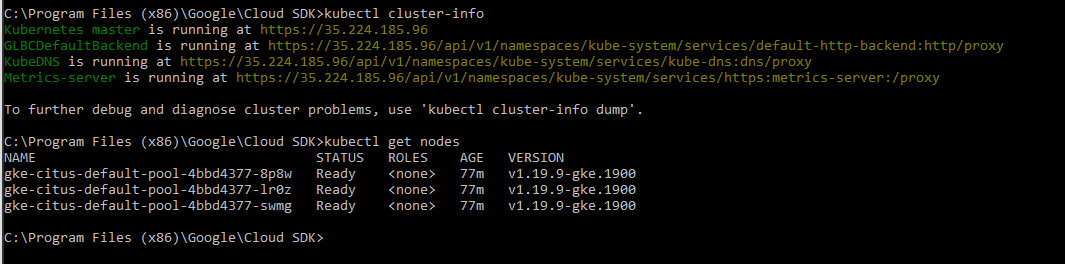 C:\Program Files (x86)\Google\Cloud SDK>kubectl cluster-info
Kubernetes master is running at https://35.224.185.96
GLBCDefaultBackend is running at https://35.224.185.96/api/v1/namespaces/kube-system/services/default-http-backend:http/proxy
KubeDNS is running at https://35.224.185.96/api/v1/namespaces/kube-system/services/kube-dns:dns/proxy
Metrics-server is running at https://35.224.185.96/api/v1/namespaces/kube-system/services/https:metrics-server:/proxy
To further debug and diagnose cluster problems, use 'kubectl cluster-info dump'.
C:\Program Files (x86)\Google\Cloud SDK>kubectl get nodes
NAME STATUS ROLES AGE VERSION
gke-citus-default-pool-4bbd4377-8p8w Ready <none> 77m v1.19.9-gke.1900
gke-citus-default-pool-4bbd4377-lr0z Ready <none> 77m v1.19.9-gke.1900
gke-citus-default-pool-4bbd4377-swmg Ready <none> 77m v1.19.9-gke.1900
C:\Program Files (x86)\Google\Cloud SDK>